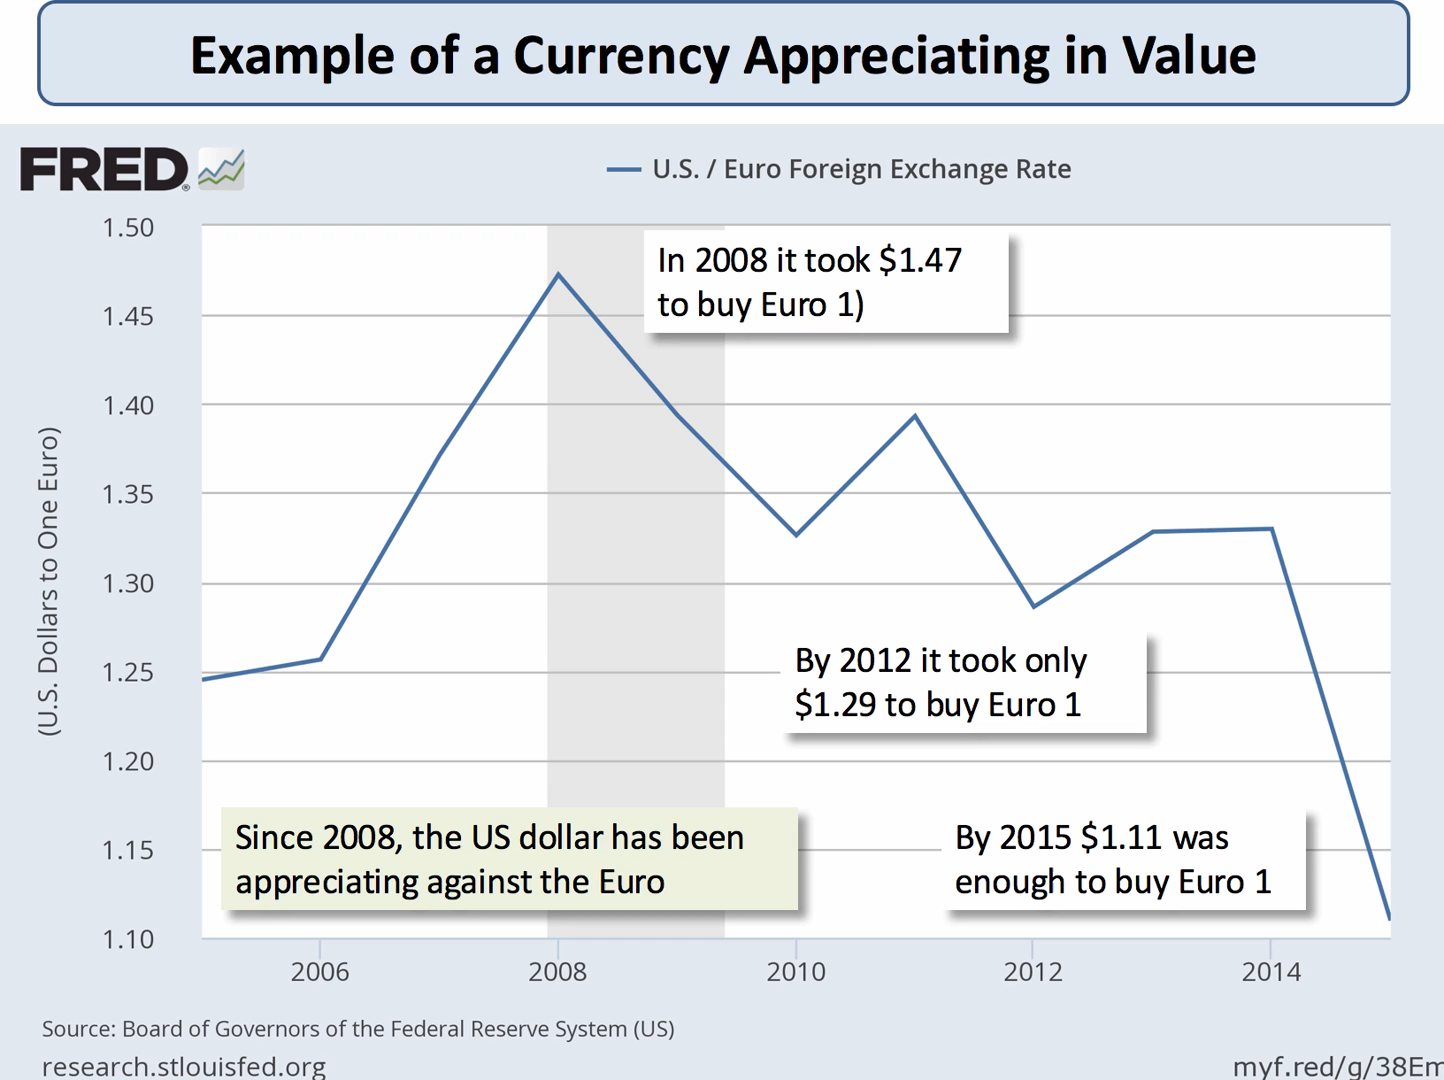 Example of a Currency Appreciating in Value
FRED®
U.S. / Euro Foreign Exchange Rate
In 2008 it took $1.47
to buy Euro 1)
1.50
1.45
1.40
1.35
1.30
1.25
1.20
1.15
1.10
(U.S. Dollars to One Euro)
By 2012 it took only
$1.29 to buy Euro 1
Since 2008, the US dollar has been
appreciating against the Euro
By 2015 $1.11 was
enough to buy Euro 1
2006 2008 2010 2012 2014
Source: Board of Governors of the Federal Reserve System (US)
research.stlouisfed.org
myf.red/g/38Em